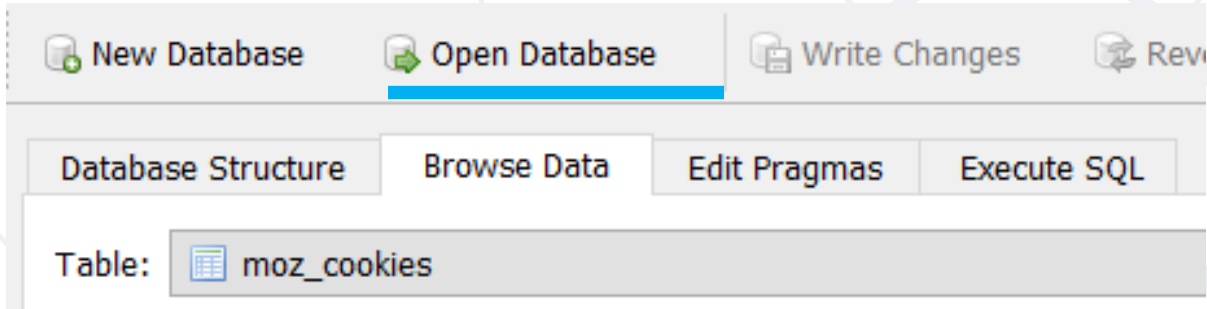 New Database Open Database Write Changes
Database Structure Browse Data Edit Pragmas Execute SQL
Table: moz_cookies